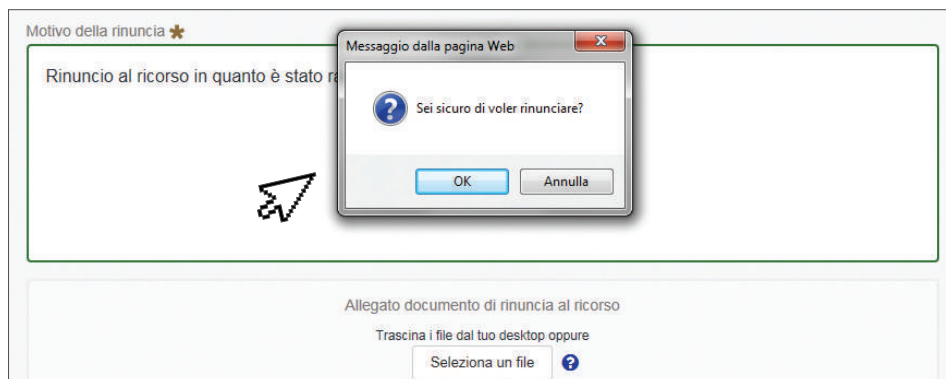 Motivo della rinuncia ✱
Rinuncio al ricorso in quanto è stato
Messaggio dalla pagina Web
Sei sicuro di voler rinunciare?
OK
Annulla
Allegato documento di rinuncia al ricorso
Trascina i file dal tuo desktop oppure
Seleziona un file